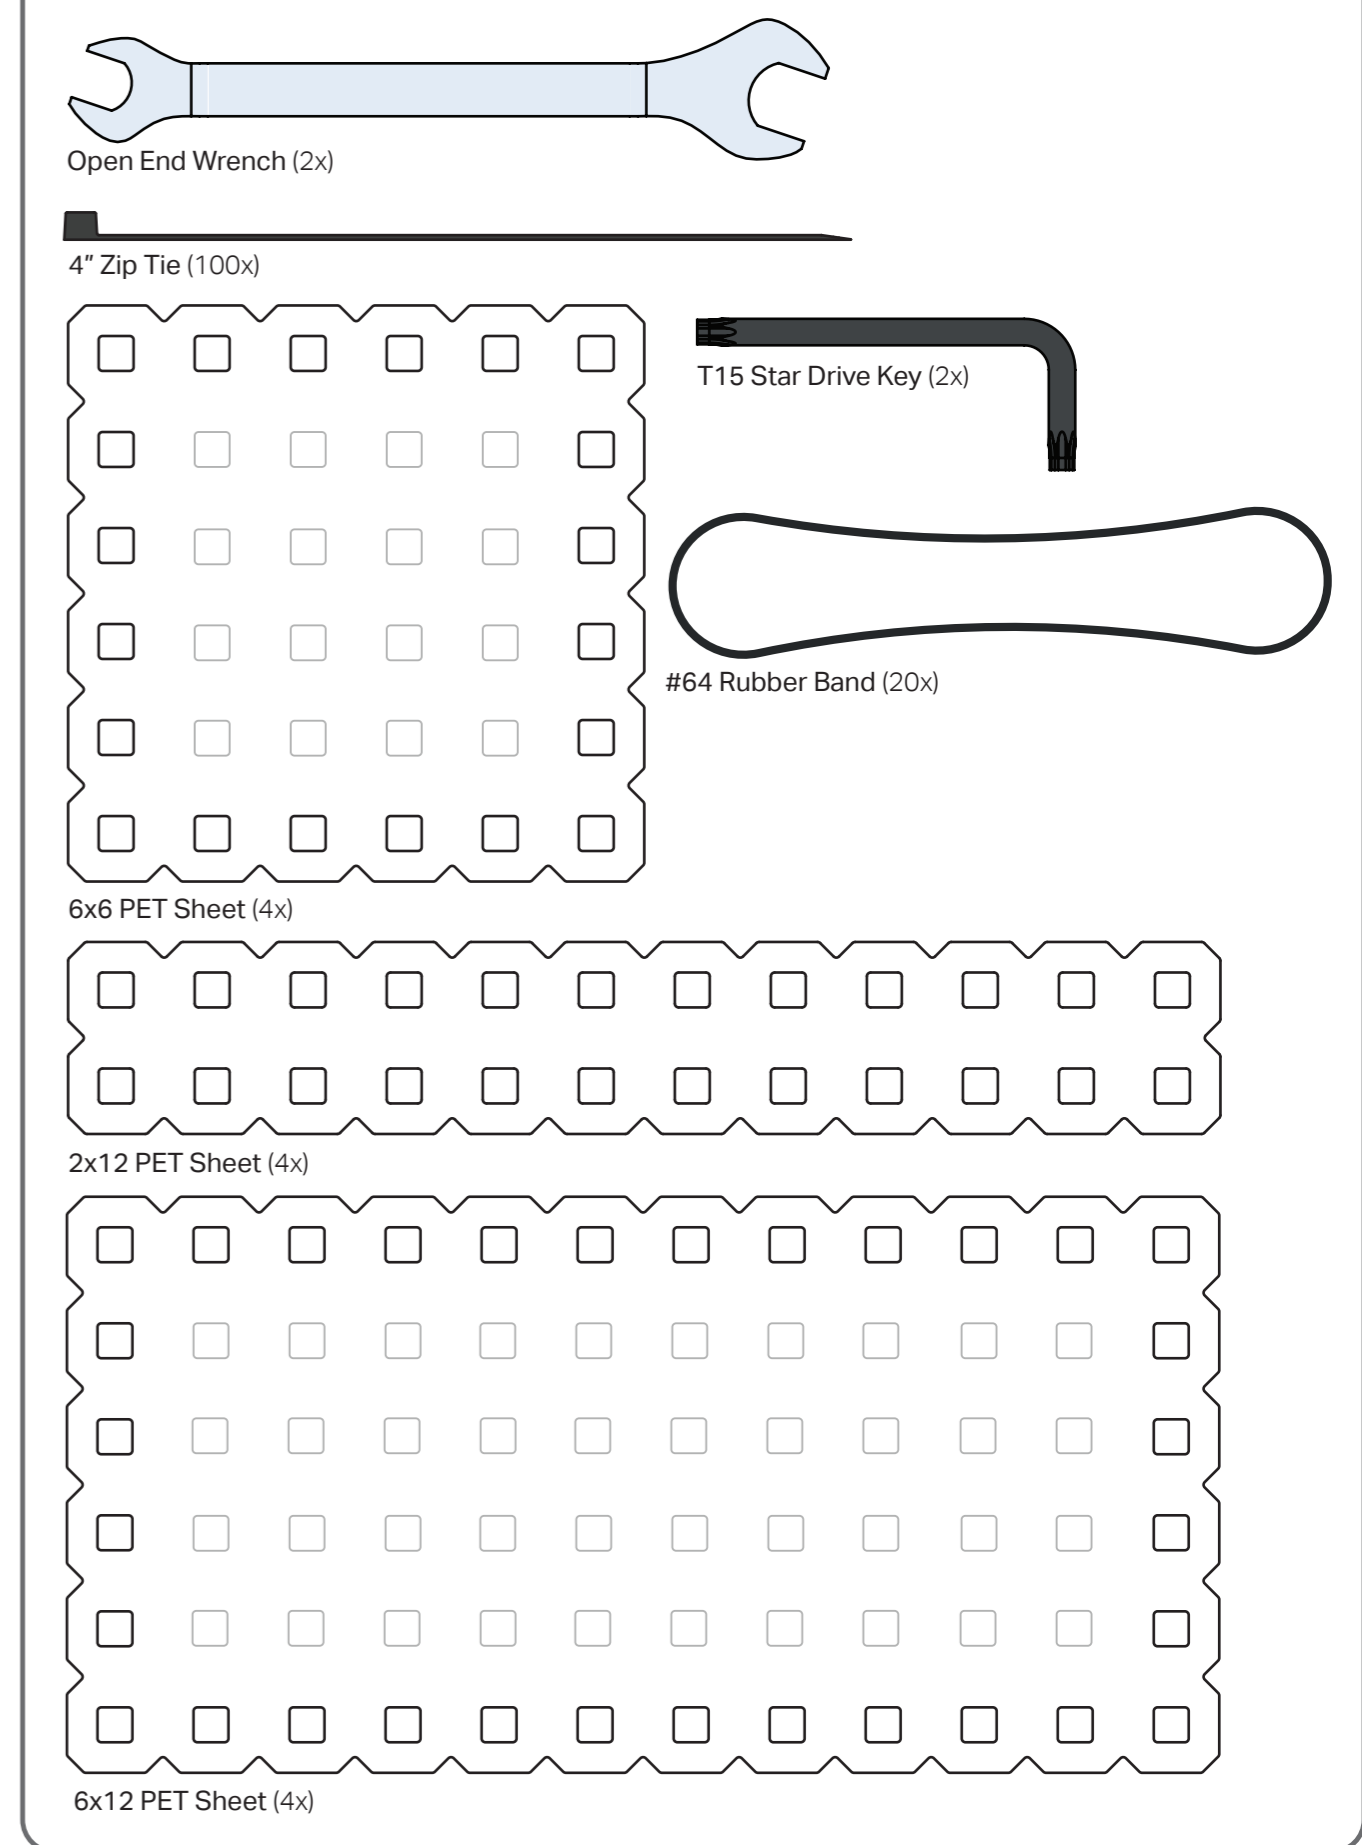 Open End Wrench (2x)
4" Zip Tie (100x)
T15 Star Drive Key (2x)
#64 Rubber Band (20x)
6x6 PET Sheet (4x)
2x12 PET Sheet (4x)
6x12 PET Sheet (4x)